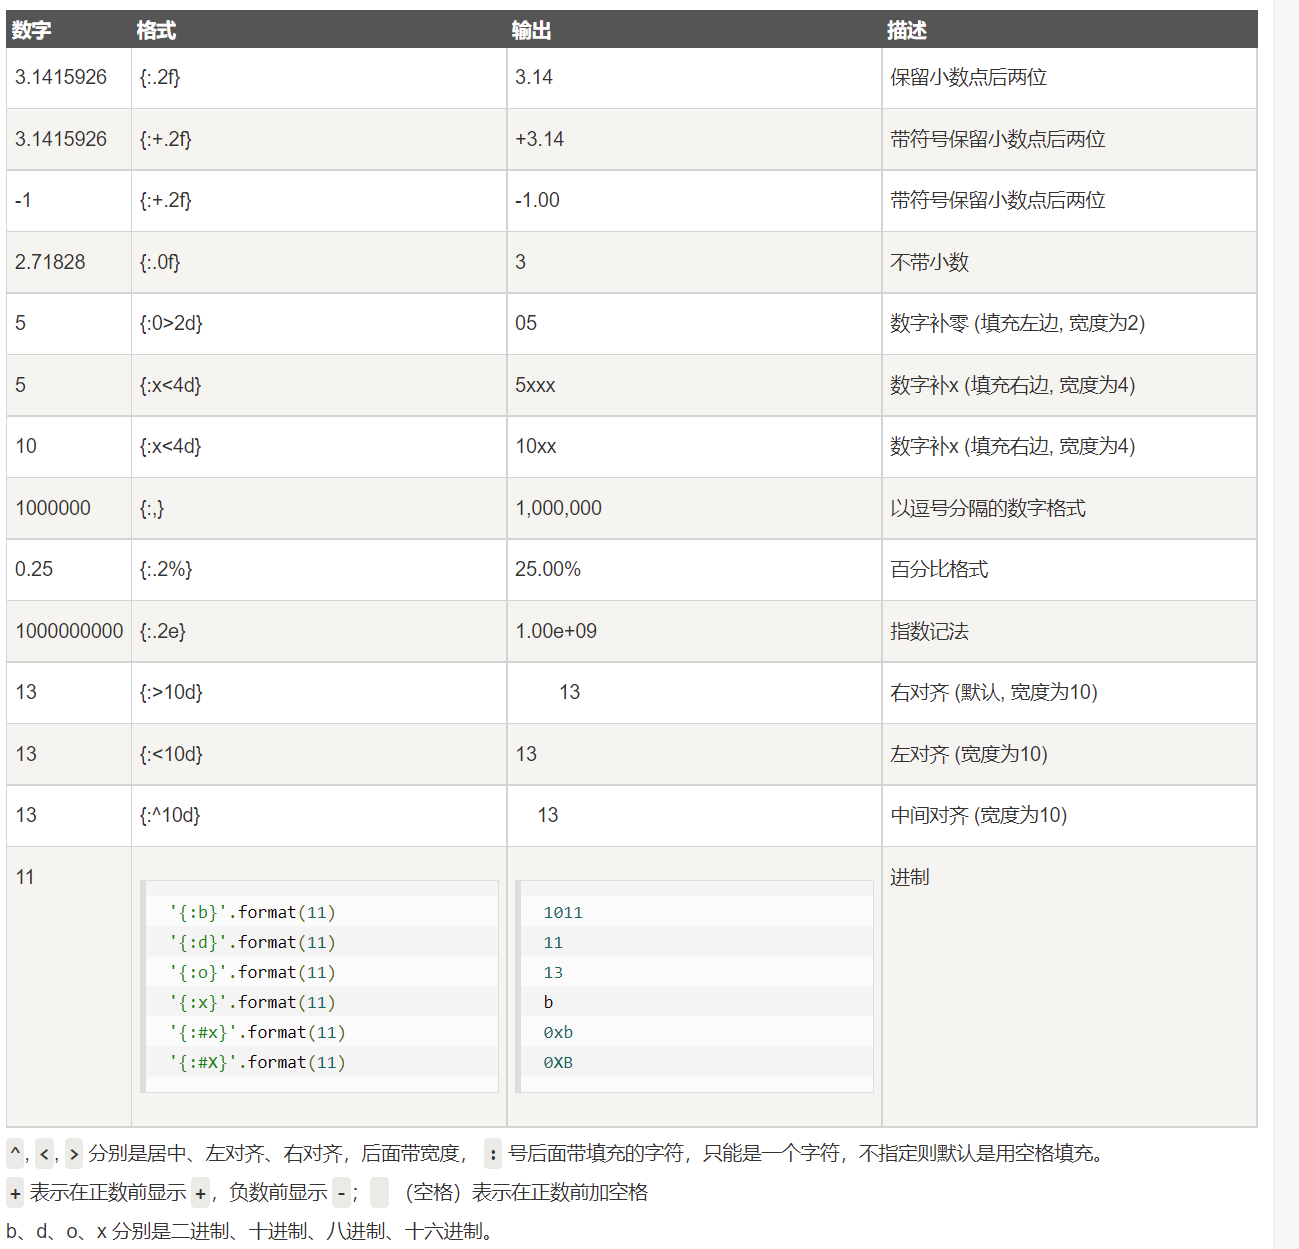 数字 格式 输出 描述
3.1415926 {:.2f} 3.14 保留小数点后两位
3.1415926 {:+.2f} +3.14 带符号保留小数点后两位
-1 {:+.2f} -1.00 带符号保留小数点后两位
2.71828 {:.0f} 3 不带小数
5 {:0>2d} 05 数字补零 (填充左边, 宽度为2)
5 {:x<4d} 5xxx 数字补x (填充右边, 宽度为4)
10 {:x<4d} 10xx 数字补x (填充右边, 宽度为4)
1000000 {:,} 1,000,000 以逗号分隔的数字格式
0.25 {:.2%} 25.00% 百分比格式
1000000000 {:.2e} 1.00e+09 指数记法
13 {:>10d} 13 右对齐 (默认, 宽度为10)
13 {:<10d} 13 左对齐 (宽度为10)
13 {:^10d} 13 中间对齐 (宽度为10)
11 进制
'{:b}'.format(11) 1011
'{:d}'.format(11) 11
'{:o}'.format(11) 13
'{:x}'.format(11) b
'{:#x}'.format(11) 0xb
'{:#X}'.format(11) 0XB
^, <, > 分别是居中、左对齐、右对齐，后面带宽度， : 号后面带填充的字符，只能是一个字符，不指定则默认是用空格填充。
+ 表示在正数前显示 +，负数前显示 -；  （空格）表示在正数前加空格
b、d、o、x 分别是二进制、十进制、八进制、十六进制。